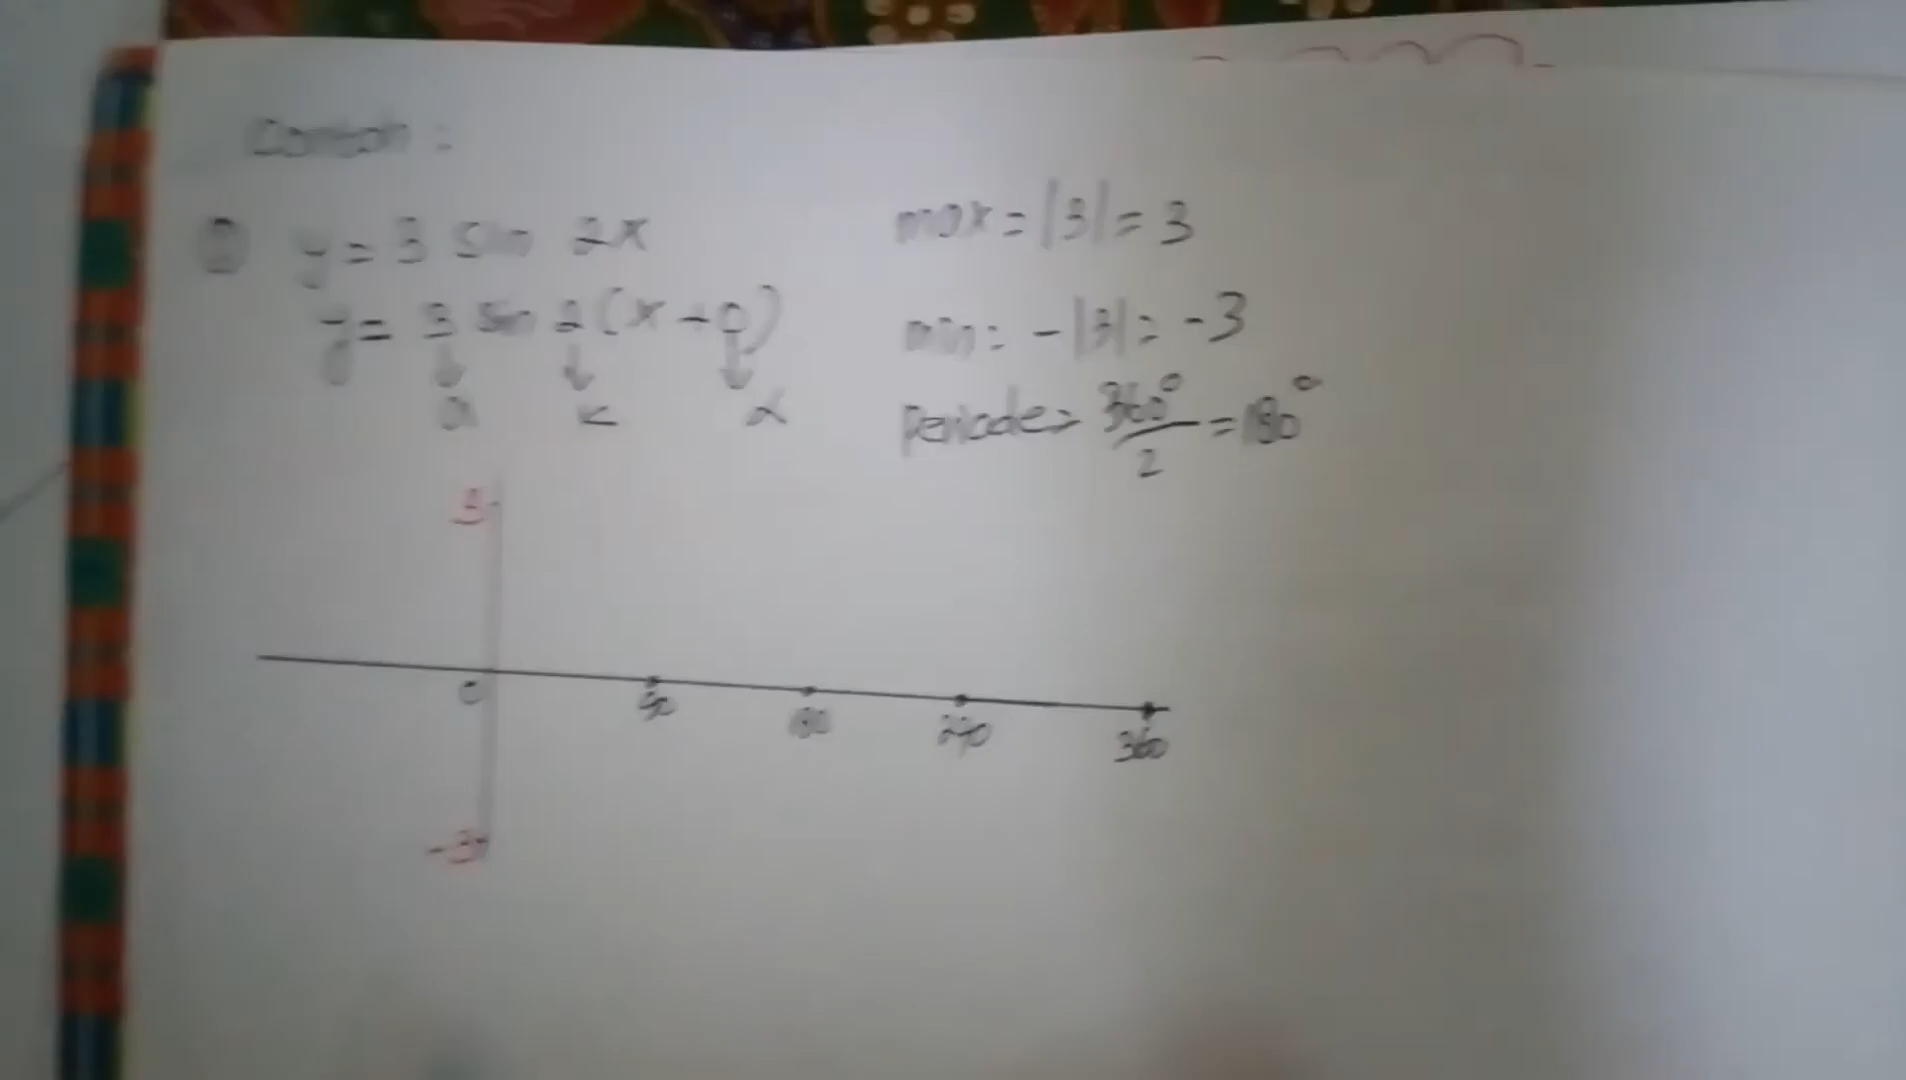 Contoh :
① y = 3 sin 2x
y = 3 sin 2(x + 0)
↓ ↓ ↓
a k α
max = |3| = 3
min = -|3| = -3
Periode = 360°/2 = 180°
3
0 90 180 270 360
-3